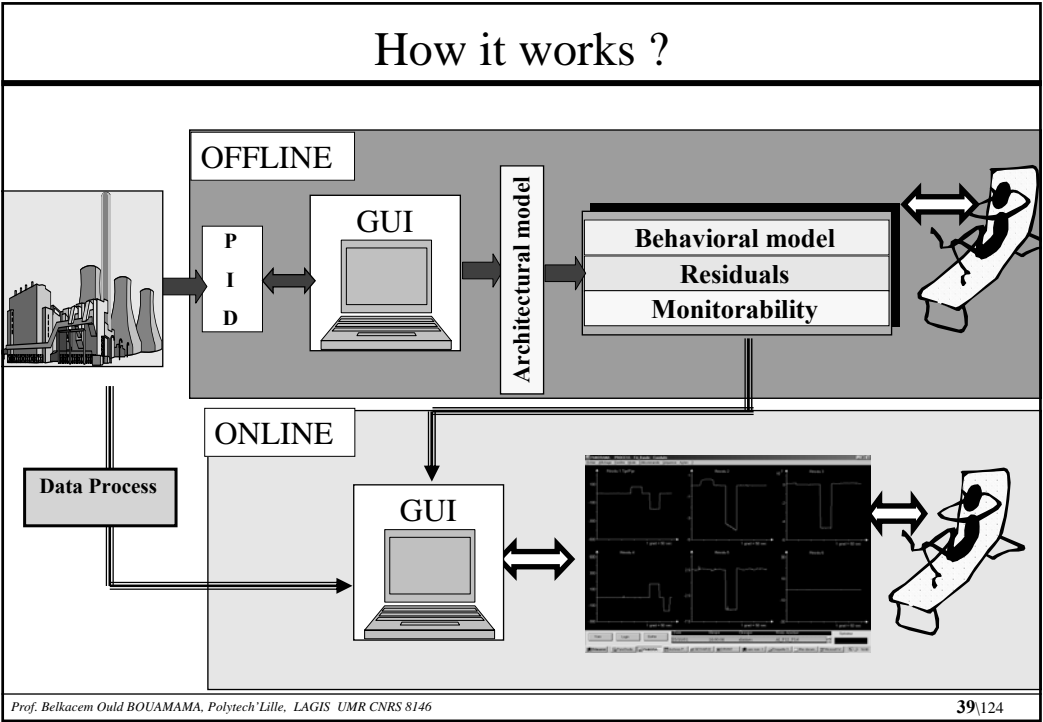 How it works ?
OFFLINE
P
I
D
GUI
Architectural model
Behavioral model
Residuals
Monitorability
ONLINE
Data Process
GUI
Prof. Belkacem Ould BOUAMAMA, Polytech'Lille, LAGIS UMR CNRS 8146
39\124